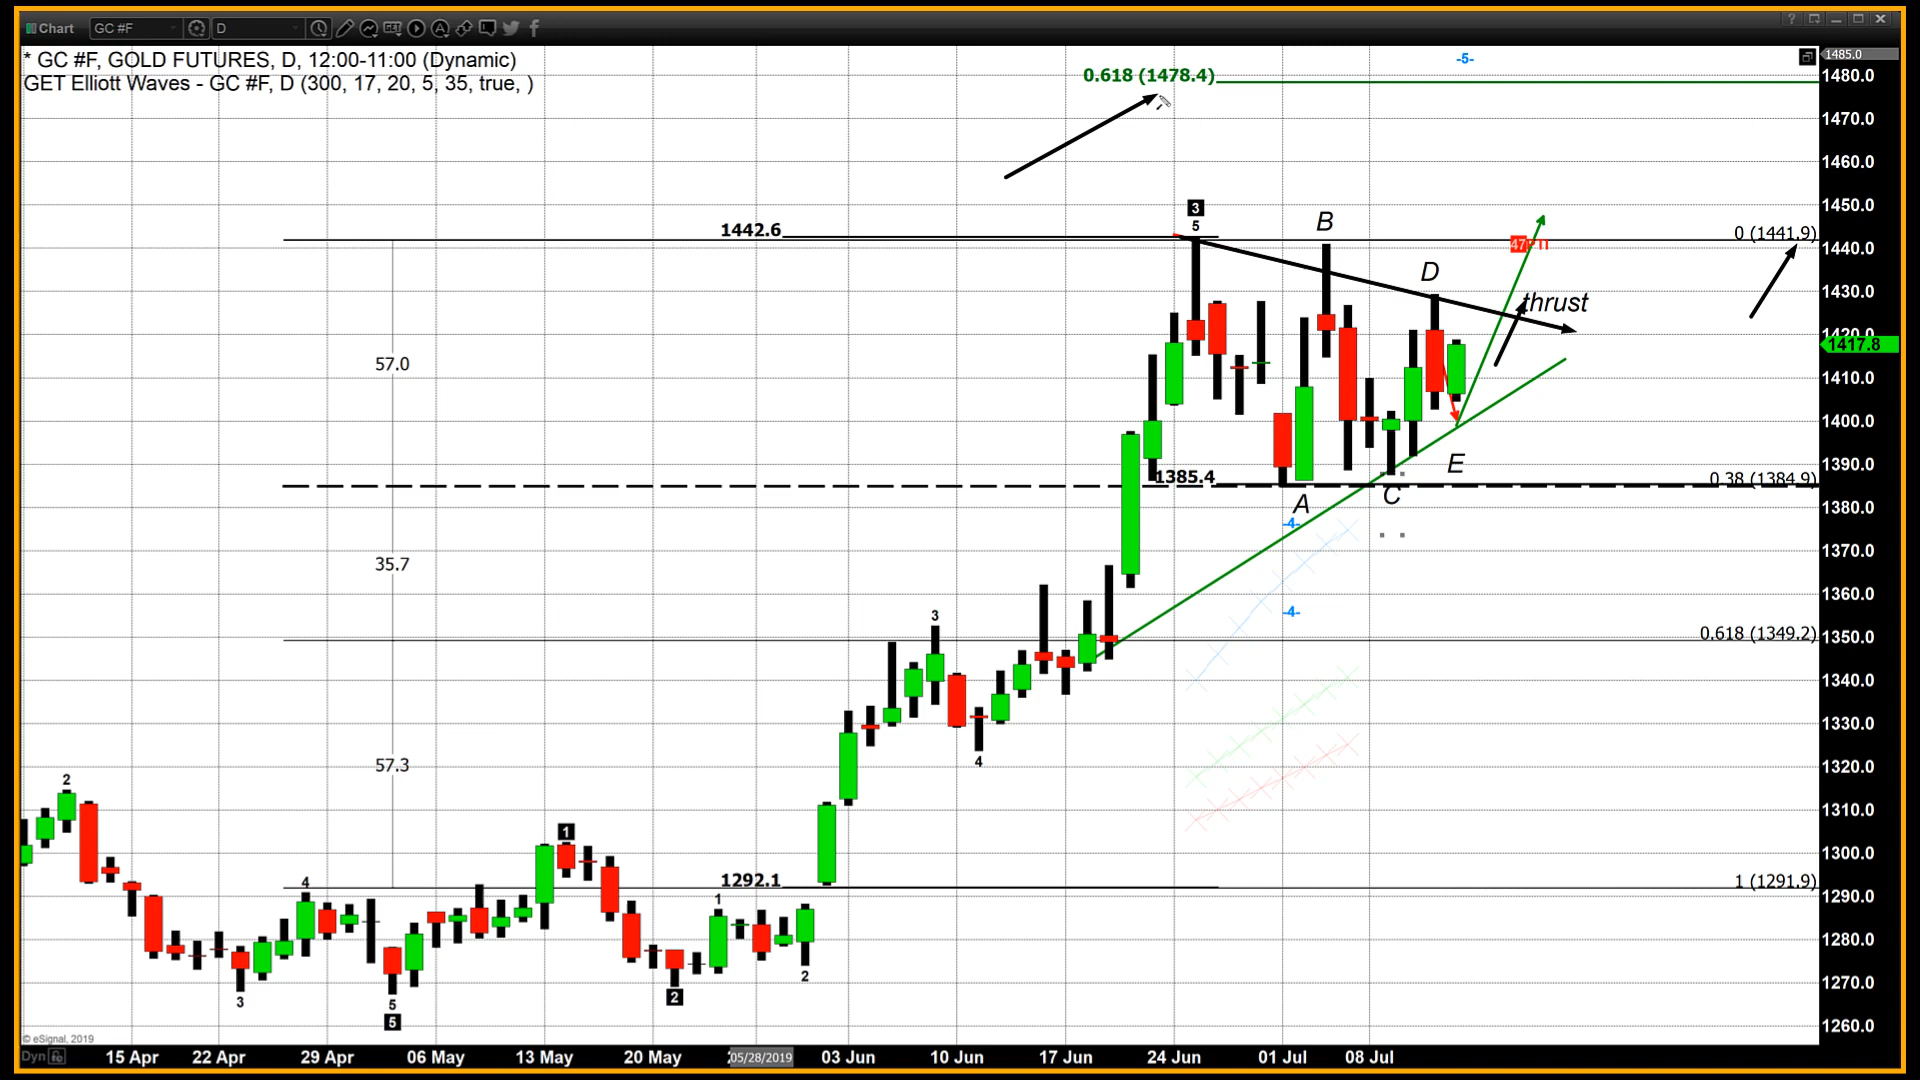 Chart
GC #F
D
GET
A
* GC #F, GOLD FUTURES, D, 12:00-11:00 (Dynamic)
GET Elliott Waves - GC #F, D (300, 17, 20, 5, 35, true, )
-5-
0.618 (1478.4)
1485.0
1480.0
1470.0
1460.0
1450.0
1440.0
1430.0
1420.0
1417.8
1410.0
1400.0
1390.0
1380.0
1370.0
1360.0
1350.0
1340.0
1330.0
1320.0
1310.0
1300.0
1290.0
1280.0
1270.0
1260.0
3
5
B
1442.6
0 (1441.9)
D
thrust
57.0
E
1385.4
0.38 (1384.9)
A
C
-4-
35.7
-4-
3
0.618 (1349.2)
4
57.3
2
1
1292.1
1 (1291.9)
4
1
3
5
5
2
2
© eSignal, 2019
Dyn
15 Apr
22 Apr
29 Apr
06 May
13 May
20 May
05/28/2019
03 Jun
10 Jun
17 Jun
24 Jun
01 Jul
08 Jul